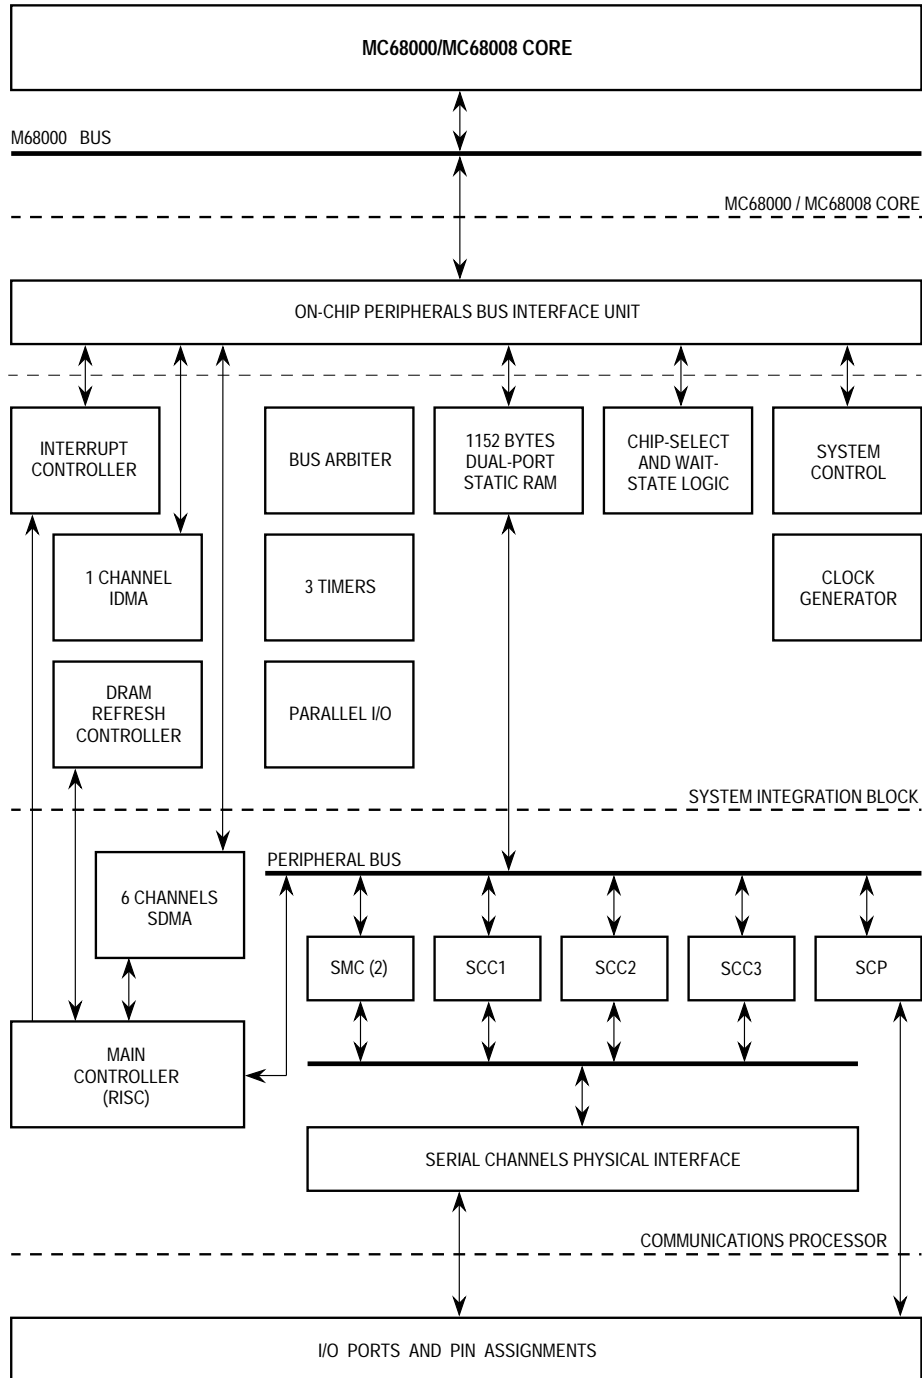 MC68000/MC68008 CORE
M68000 BUS
MC68000 / MC68008 CORE
ON-CHIP PERIPHERALS BUS INTERFACE UNIT
INTERRUPT
CONTROLLER
BUS ARBITER
1152 BYTES
DUAL-PORT
STATIC RAM
CHIP-SELECT
AND WAIT-
STATE LOGIC
SYSTEM
CONTROL
1 CHANNEL
IDMA
3 TIMERS
CLOCK
GENERATOR
DRAM
REFRESH
CONTROLLER
PARALLEL I/O
SYSTEM INTEGRATION BLOCK
PERIPHERAL BUS
6 CHANNELS
SDMA
SMC (2)
SCC1
SCC2
SCC3
SCP
MAIN
CONTROLLER
(RISC)
SERIAL CHANNELS PHYSICAL INTERFACE
COMMUNICATIONS PROCESSOR
I/O PORTS AND PIN ASSIGNMENTS